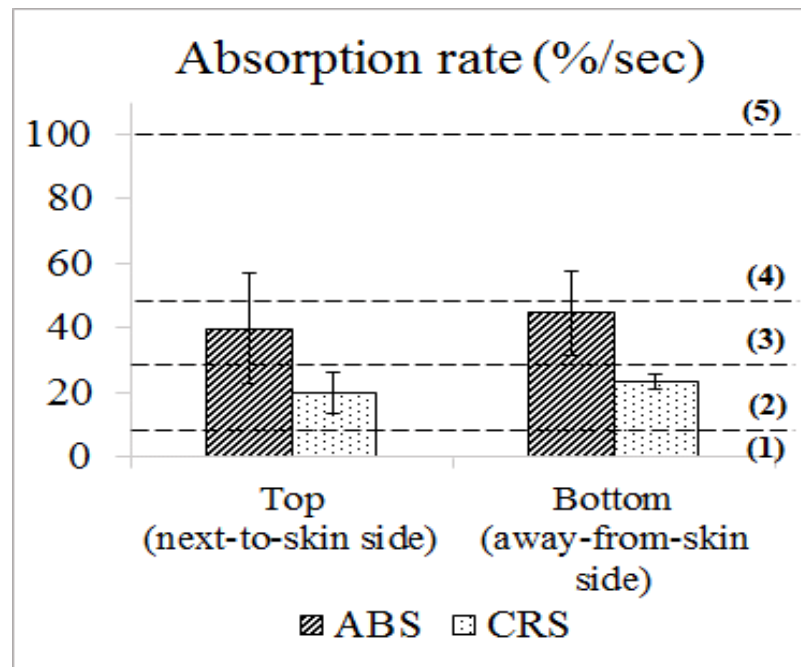 Absorption rate (%/sec)
100
80
60
40
20
0
(5)
(4)
(3)
(2)
(1)
Top
(next-to-skin side)
Bottom
(away-from-skin
side)
ABS
CRS